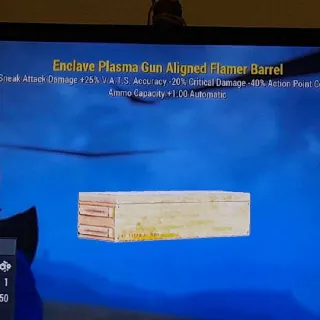 Enclave Plasma Gun Aligned Flamer Barrel
Sneak Attack Damage +25% V.A.T.S. Accuracy -20% Critical Damage -40% Action Point Co
Ammo Capacity +1.00 Automatic
1
50